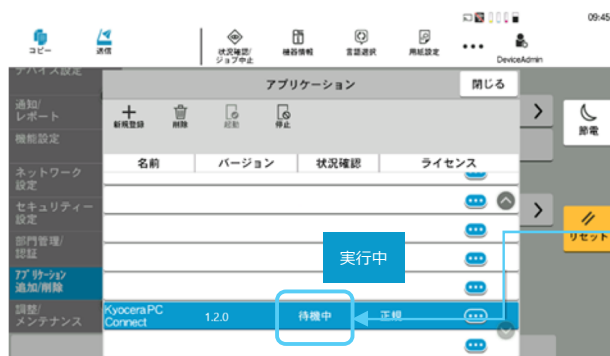 09:45
コピー
送信
状況確認/
ジョブ中止
機器情報
言語選択
用紙設定
DeviceAdmin
デバイス設定
通知/
レポート
機能設定
ネットワーク
設定
セキュリティー
設定
部門管理/
認証
アプリケーション
追加/削除
調整/
メンテナンス
アプリケーション
閉じる
新規登録
削除
起動
停止
名前
バージョン
状況確認
ライセンス
実行中
Kyocera PC
Connect
1.2.0
待機中
正規
節電
リセット